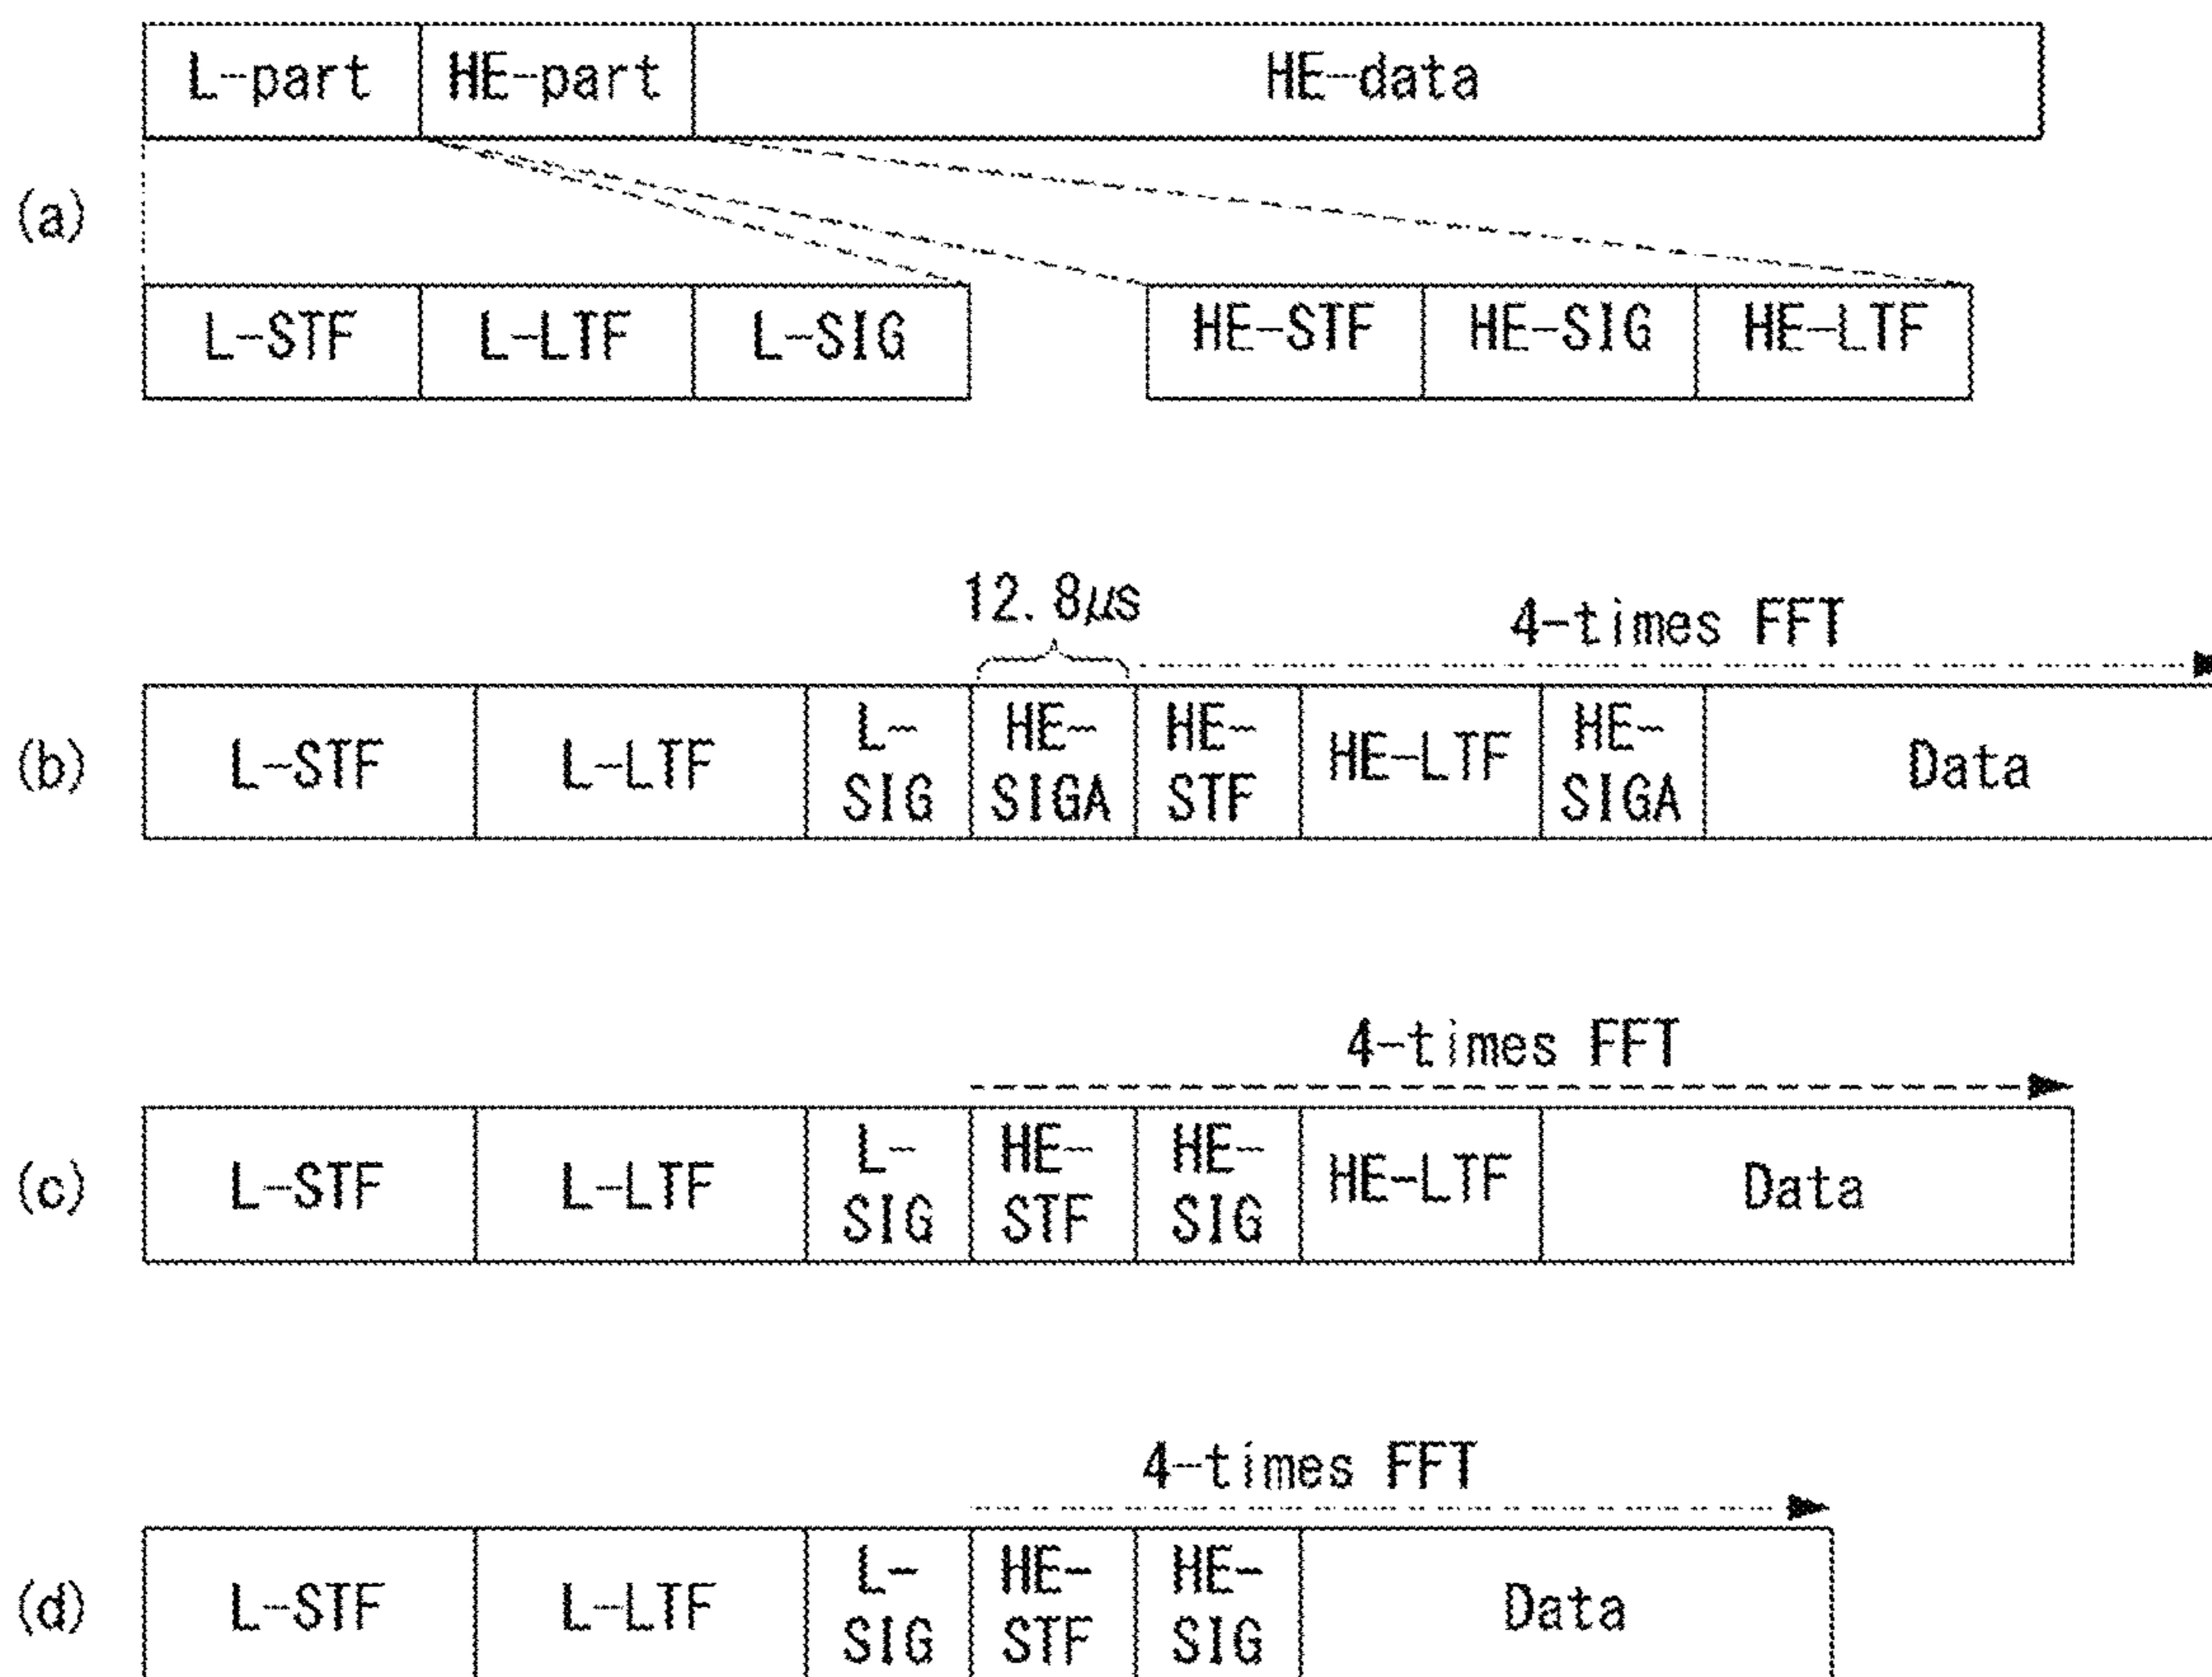 L-part HE-part HE-data
(a)
L-STF L-LTF L-SIG HE-STF HE-SIG HE-LTF
12.8μs 4-times FFT
(b)
L-STF L-LTF L-
SIG HE-
SIGA HE-
STF HE-LTF HE-
SIGA Data
4-times FFT
(c)
L-STF L-LTF L-
SIG HE-
STF HE-
SIG HE-LTF Data
4-times FFT
(d)
L-STF L-LTF L-
SIG HE-
STF HE-
SIG Data